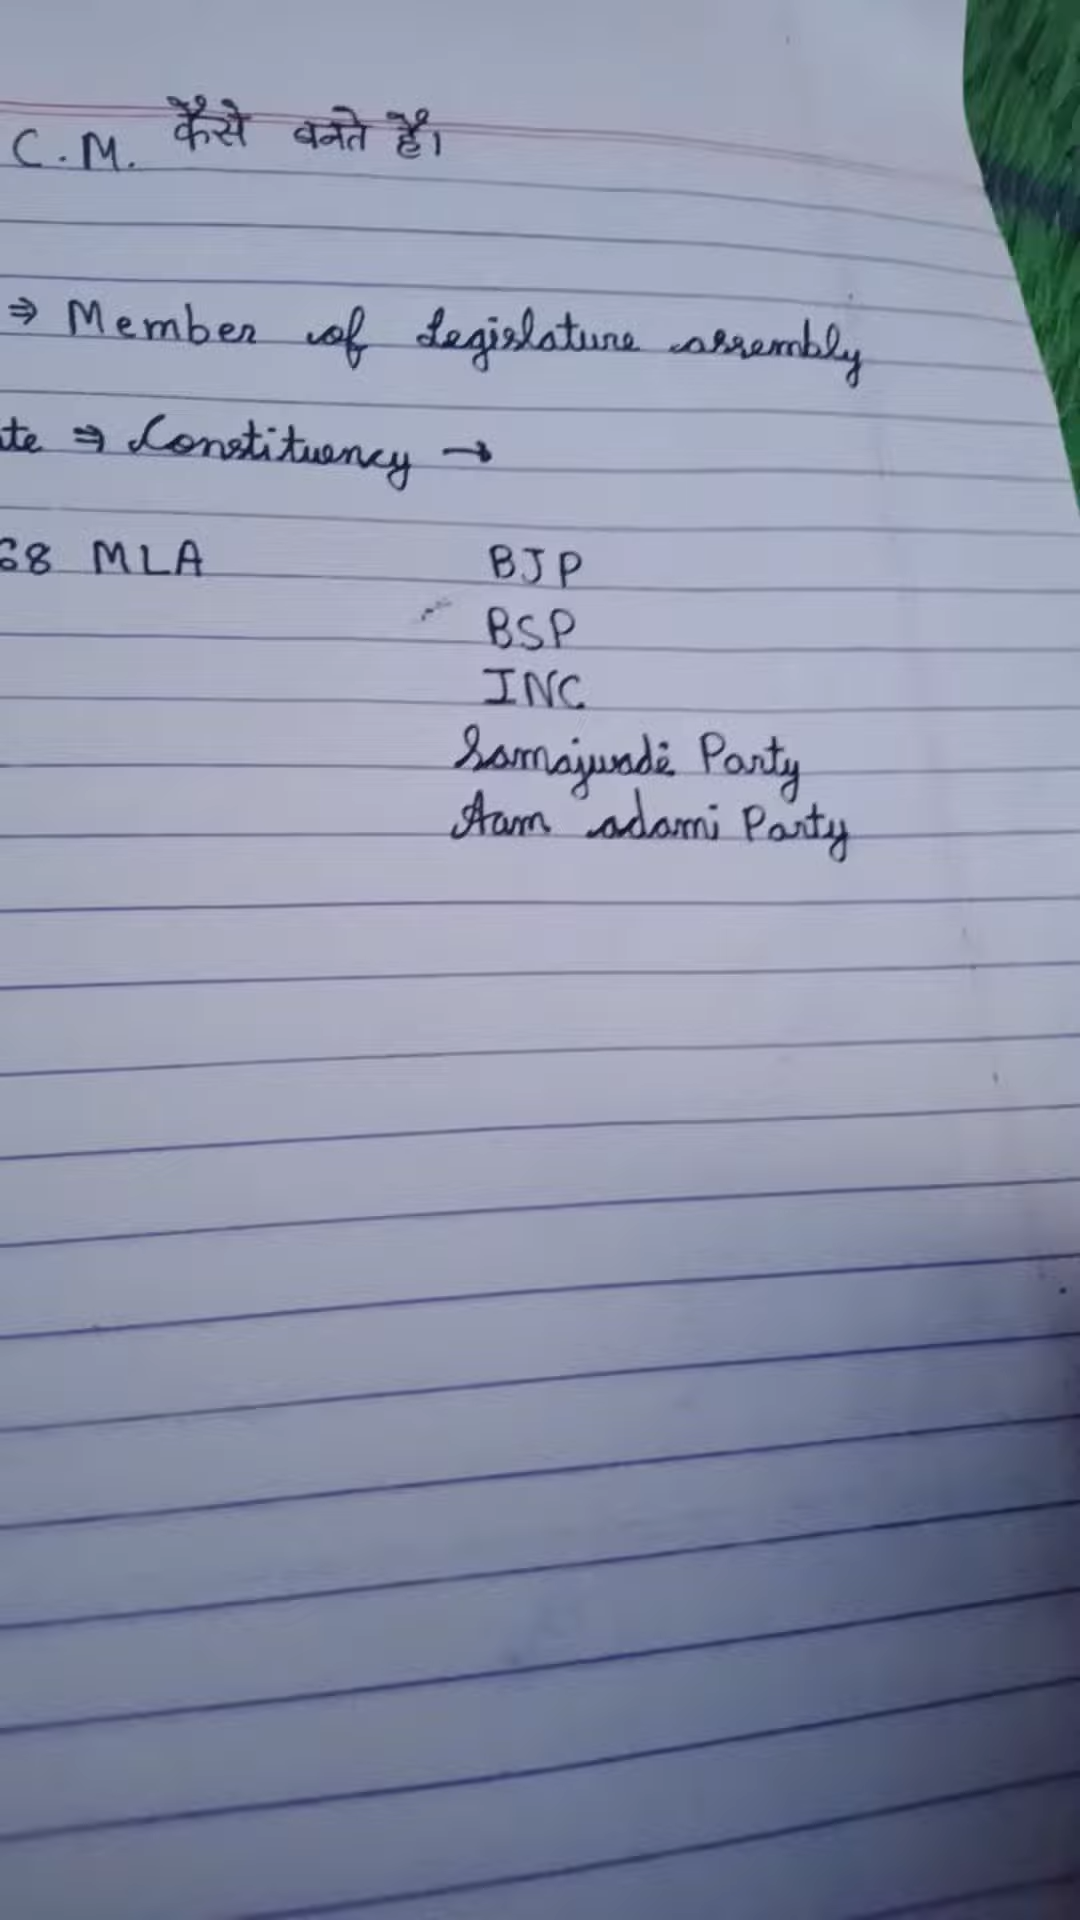 C.M. कैसे बनते हैं।
⇒ Member of Legislature assembly
te ⇒ Constituency →
68 MLA BJP
BSP
INC
Samajwadi Party
Aam adami Party